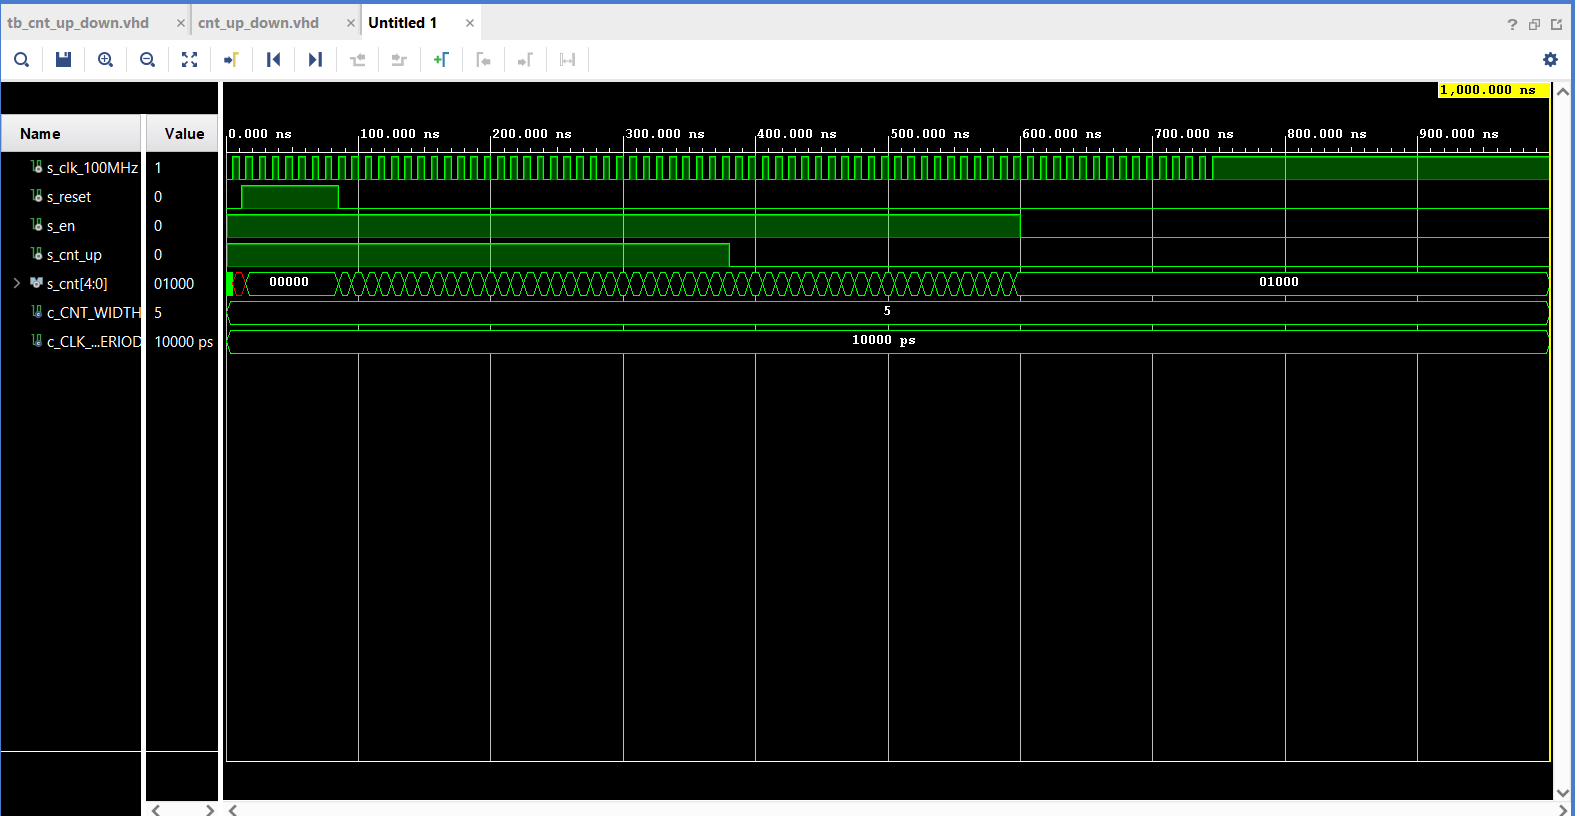 tb_cnt_up_down.vhd × cnt_up_down.vhd × Untitled 1 ×
?
1,000.000 ns
Name Value 0.000 ns 100.000 ns 200.000 ns 300.000 ns 400.000 ns 500.000 ns 600.000 ns 700.000 ns 800.000 ns 900.000 ns
s_clk_100MHz 1
s_reset 0
s_en 0
s_cnt_up 0
s_cnt[4:0] 01000 00000 01000
c_CNT_WIDTH 5 5
c_CLK_...ERIOD 10000 ps 10000 ps